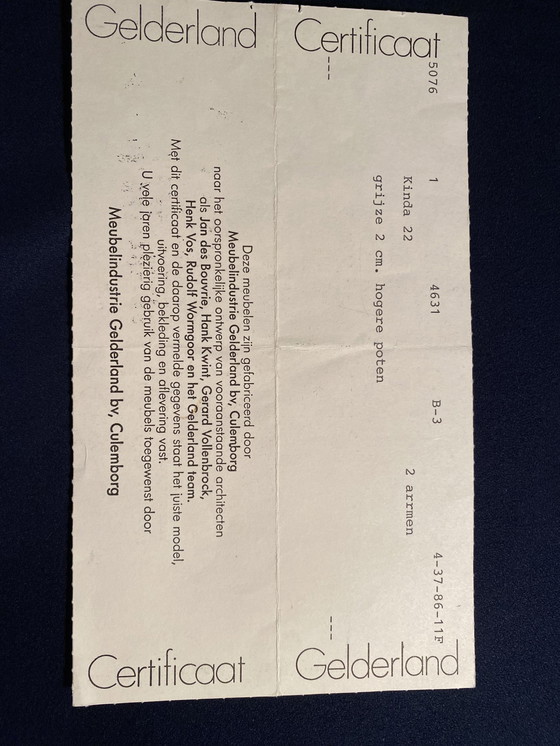 Gelderland
Certificaat
5076 1 4631 B-3 4-37-86-11F
Kinda 22 2 arrmen
grijze 2 cm. hogere poten
--- ---
Deze meubelen zijn gefabriceerd door
Meubelindustrie Gelderland bv, Culemborg
naar het oorspronkelijke ontwerp van vooraanstaande architecten
als Jan des Bouvrie, Hank Kwint, Gerard Vollenbrock,
Henk Vos, Rudolf Wormgoor en het Gelderland team.
Met dit certificaat en de daarop vermelde gegevens staat het juiste model,
uitvoering, bekleding en aflevering vast.
U vele jaren plezierig gebruik van de meubels toegewenst door
Meubelindustrie Gelderland bv, Culemborg
Certificaat
Gelderland